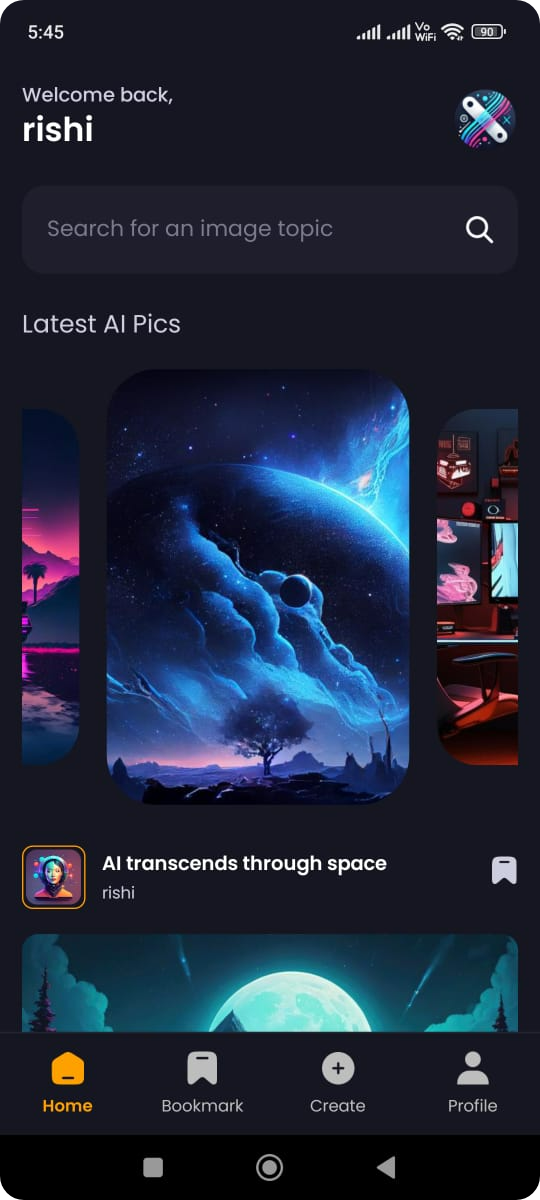 5:45
Vo
WiFi
90
Welcome back,
rishi
Search for an image topic
Latest AI Pics
AI transcends through space
rishi
Home
Bookmark
Create
Profile